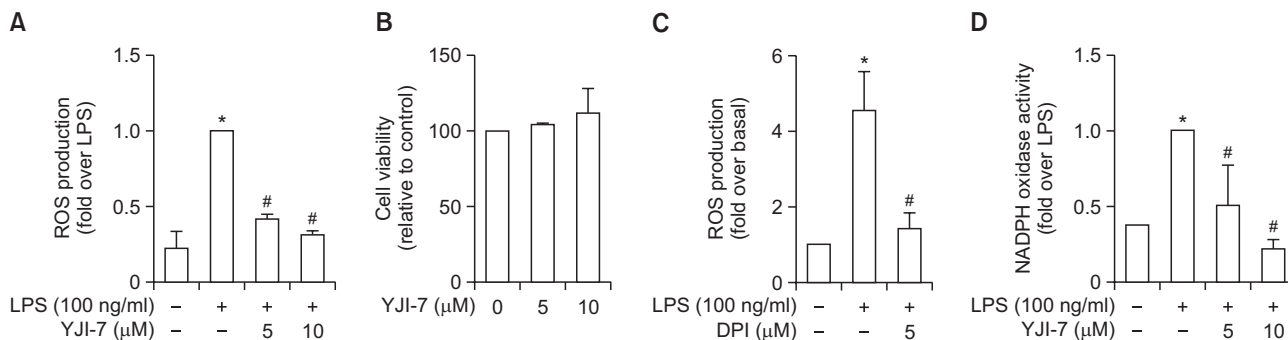 A
ROS production
(fold over LPS)
1.5
1.0
0.5
0
*
#
#
LPS (100 ng/ml) − + + +
YJI-7 (μM) − − 5 10
B
Cell viability
(relative to control)
150
100
50
0
YJI-7 (μM) 0 5 10
C
ROS production
(fold over basal)
6
4
2
0
*
#
LPS (100 ng/ml) − + +
DPI (μM) − − 5
D
NADPH oxidase activity
(fold over LPS)
1.5
1.0
0.5
0
*
#
#
LPS (100 ng/ml) − + + +
YJI-7 (μM) − − 5 10